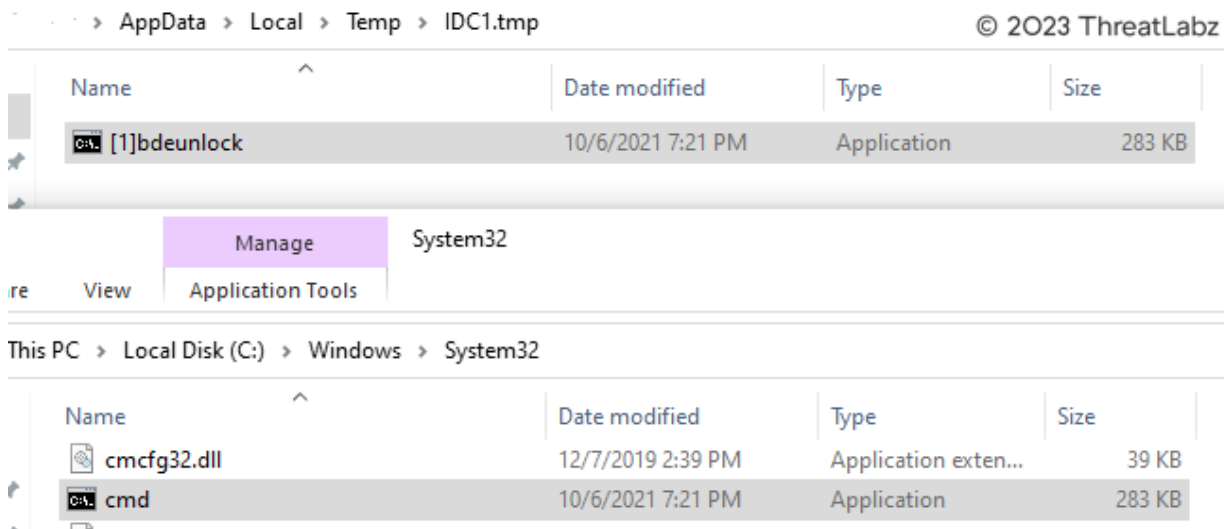 > AppData > Local > Temp > IDC1.tmp
© 2023 ThreatLabz
Name Date modified Type Size
[1]bdeunlock 10/6/2021 7:21 PM Application 283 KB
Manage System32
View Application Tools
This PC > Local Disk (C:) > Windows > System32
Name Date modified Type Size
cmcfg32.dll 12/7/2019 2:39 PM Application exten... 39 KB
cmd 10/6/2021 7:21 PM Application 283 KB